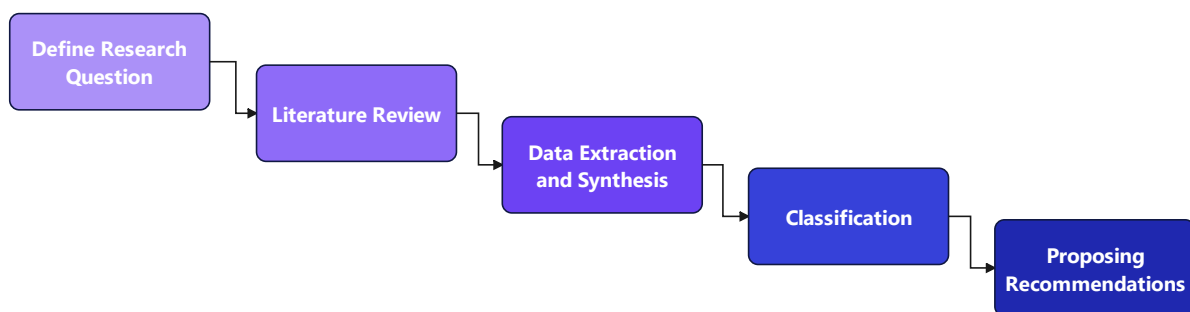 Define Research
Question
Literature Review
Data Extraction
and Synthesis
Classification
Proposing
Recommendations